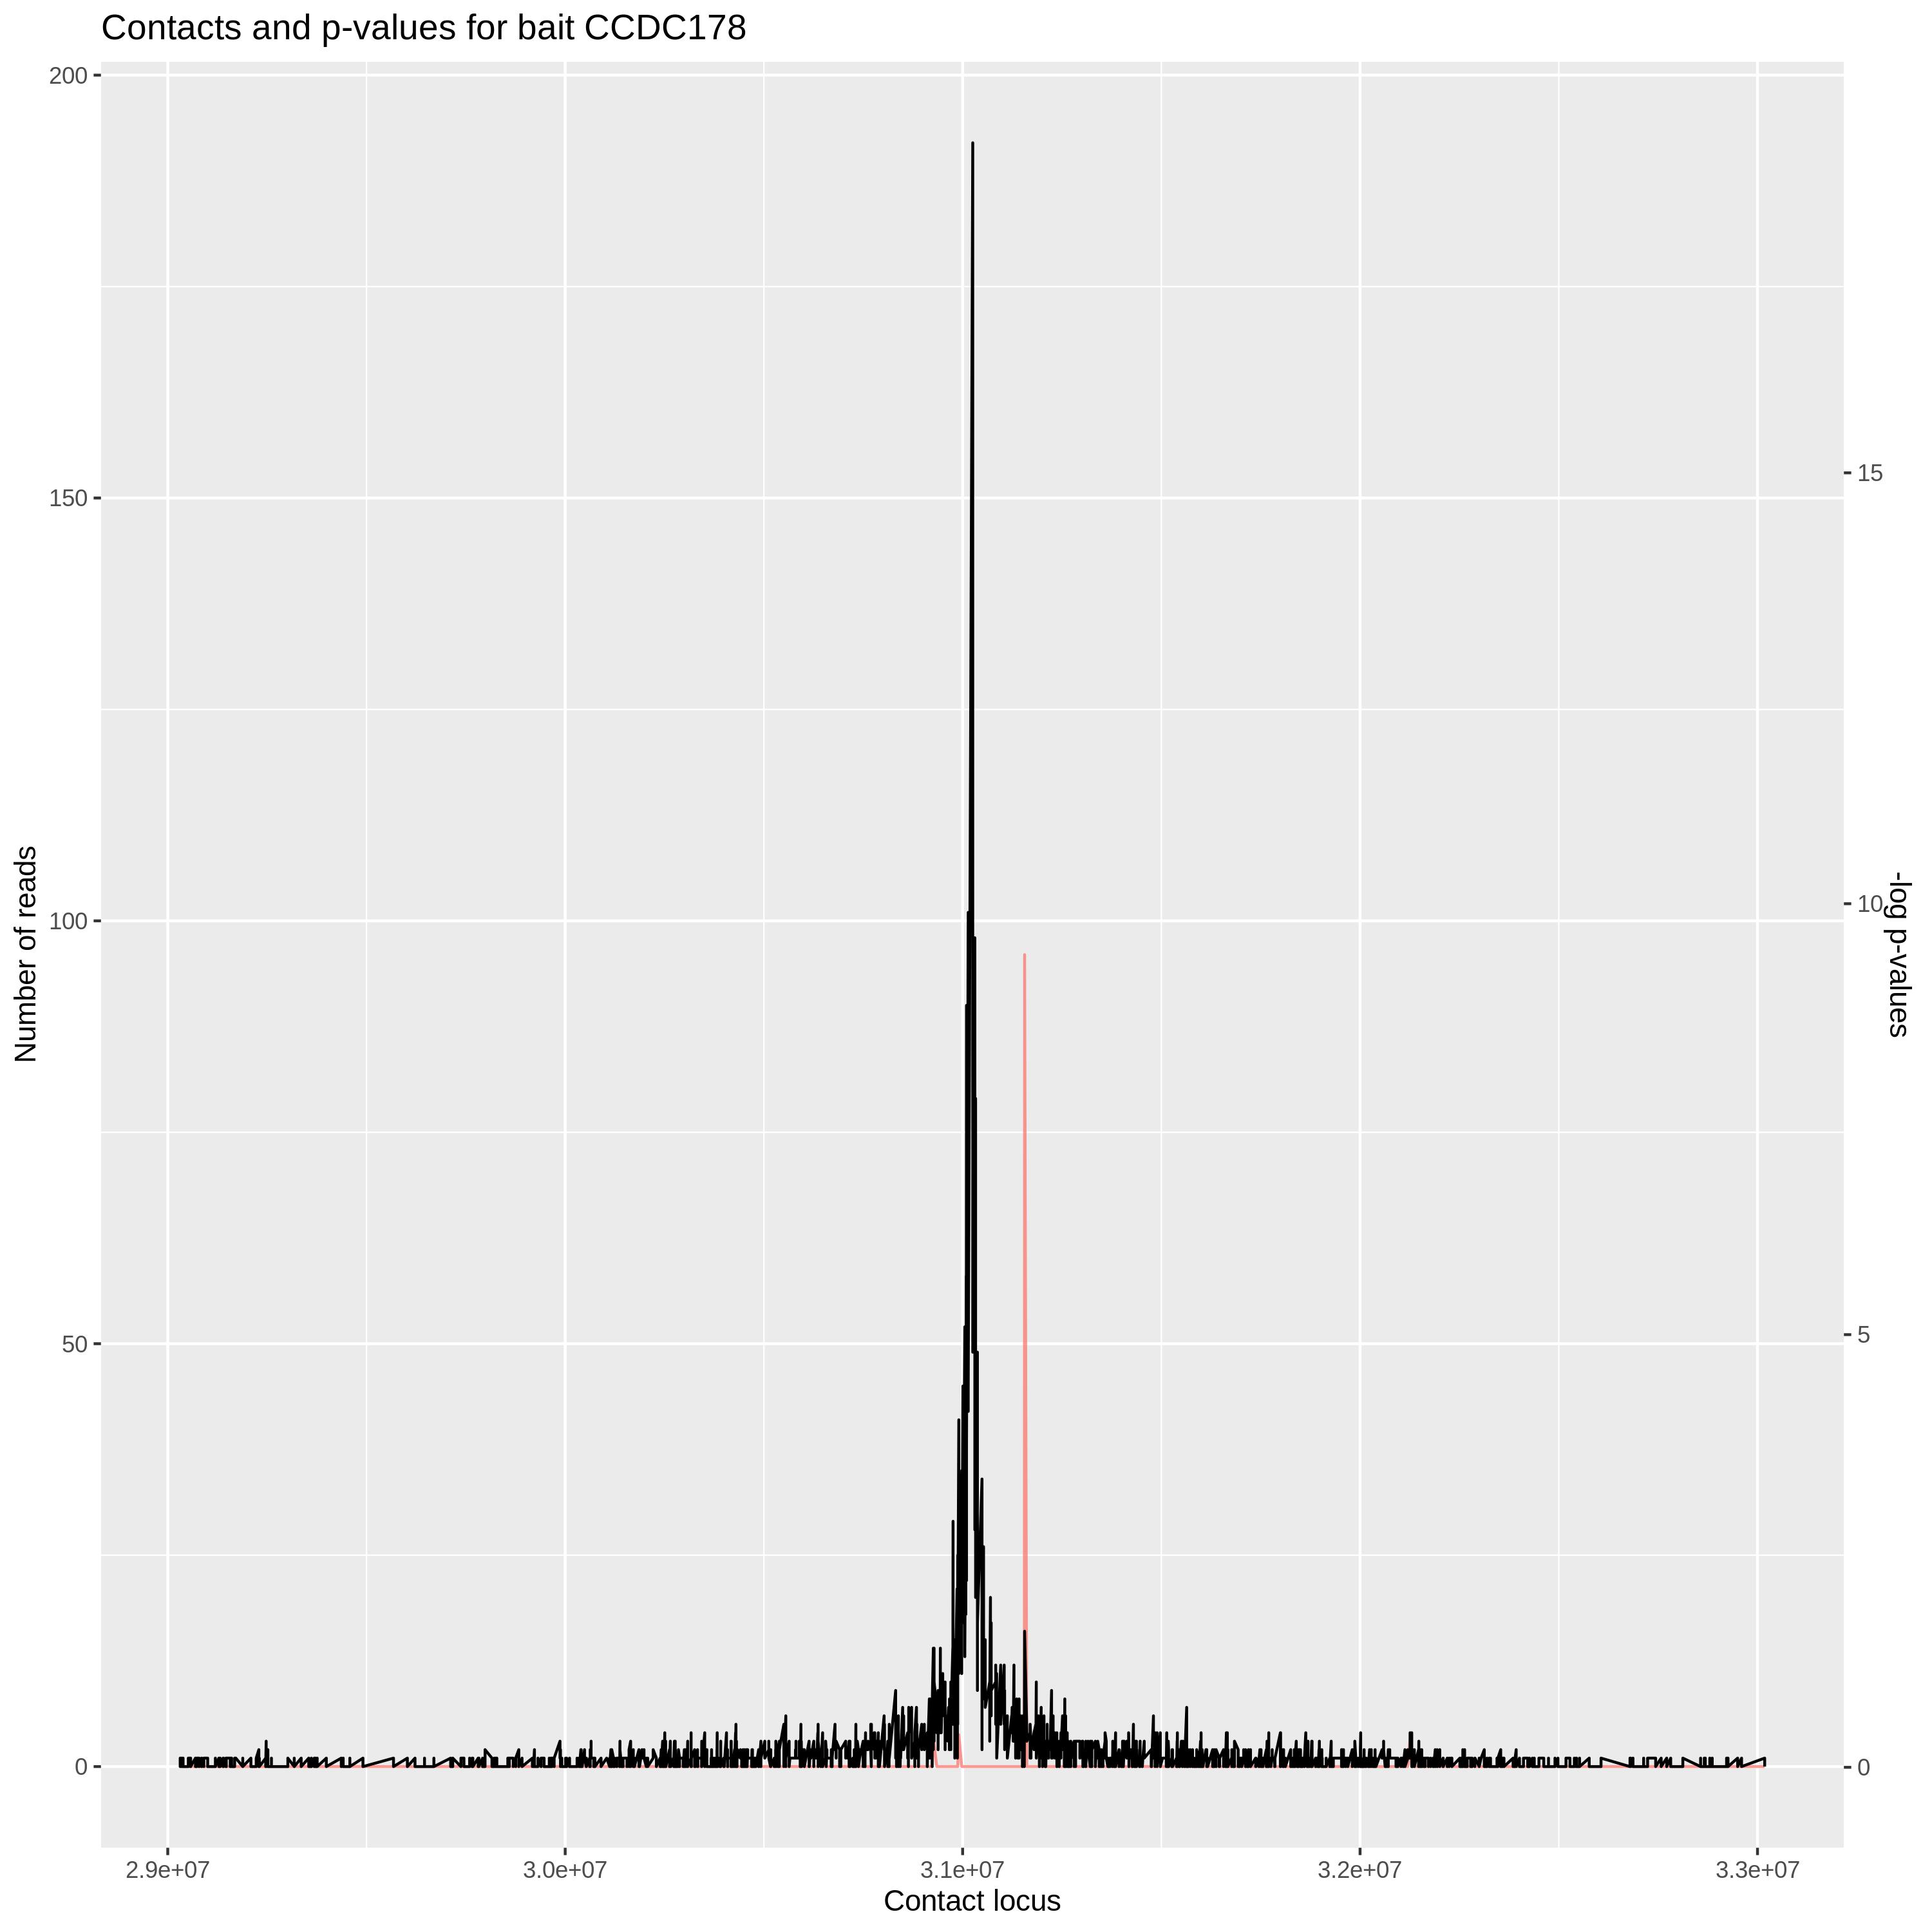 Contacts and p-values for bait CCDC178
200
150
100
50
0
Number of reads
15
10
5
0
-log p-values
2.9e+07 3.0e+07 3.1e+07 3.2e+07 3.3e+07
Contact locus